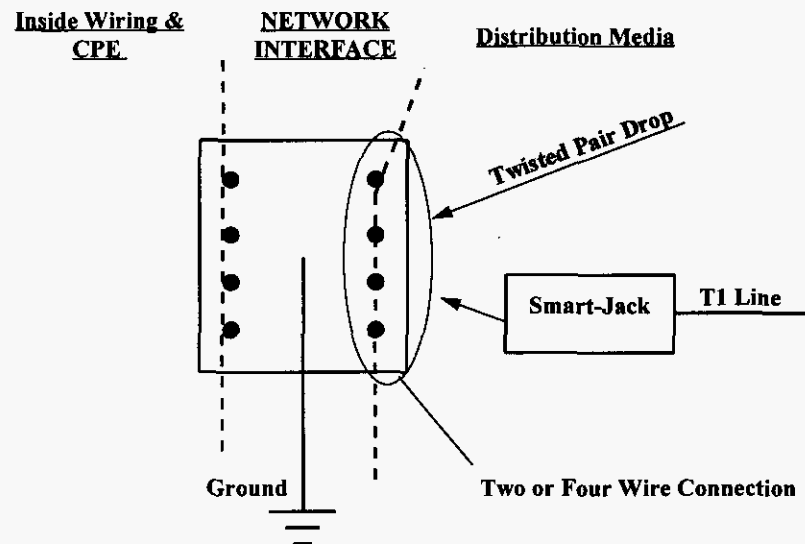 Inside Wiring &
CPE
NETWORK
INTERFACE
Distribution Media
Twisted Pair Drop
Smart-Jack
T1 Line
Ground
Two or Four Wire Connection